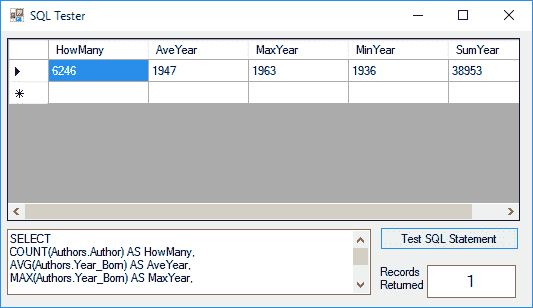 SQL Tester
HowMany AveYear MaxYear MinYear SumYear
6246 1947 1963 1936 38953
SELECT
COUNT(Authors.Author) AS HowMany,
AVG(Authors.Year_Born) AS AveYear,
MAX(Authors.Year_Born) AS MaxYear,
Test SQL Statement
Records
Returned
1